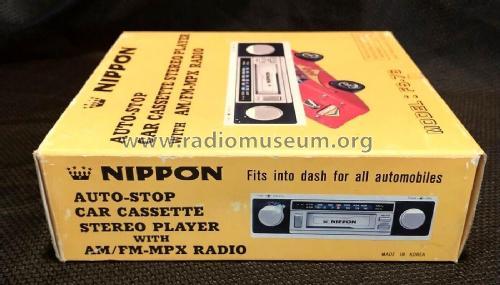 NIPPON
AUTO-STOP
CAR CASSETTE STEREO PLAYER
WITH AM/FM-MPX RADIO
www.radiomuseum.org
NIPPON
Fits into dash for all automobiles
AUTO-STOP
CAR CASSETTE
STEREO PLAYER
WITH
AM/FM-MPX RADIO
NIPPON
MADE IN KOREA